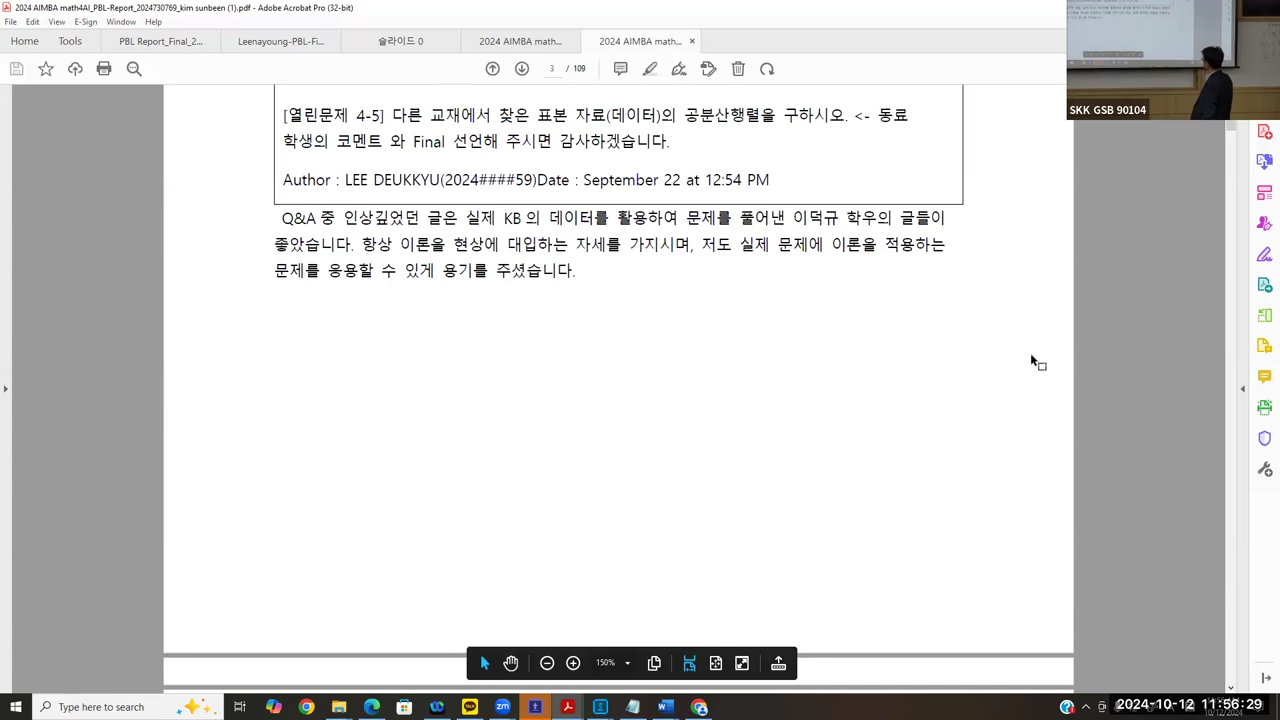 2024 AIMBA math4AI_PBL-Report_2024730769_kim sunbeen (1).pdf - Adobe Acrobat Pro (32-bit)
File Edit View E-Sign Window Help
Home Tools PBL Report_Final_2... Leenayoung-PBL-Fi... 슬라이드 1 2024 AIMBA math... 2024 AIMBA math... ×
3 / 109
SKK GSB 90104
[열린문제 4-5] 다른 교재에서 찾은 표본 자료(데이터)의 공분산행렬을 구하시오. <- 동료
학생의 코멘트 와 Final 선언해 주시면 감사하겠습니다.
Author : LEE DEUKKYU(2024####59)Date : September 22 at 12:54 PM
Q&A 중 인상깊었던 글은 실제 KB 의 데이터를 활용하여 문제를 풀어낸 이덕규 학우의 글들이
좋았습니다. 항상 이론을 현상에 대입하는 자세를 가지시며, 저도 실제 문제에 이론을 적용하는
문제를 응용할 수 있게 용기를 주셨습니다.
150%
Type here to search
2024-10-12 11:56:29
10/12/2024